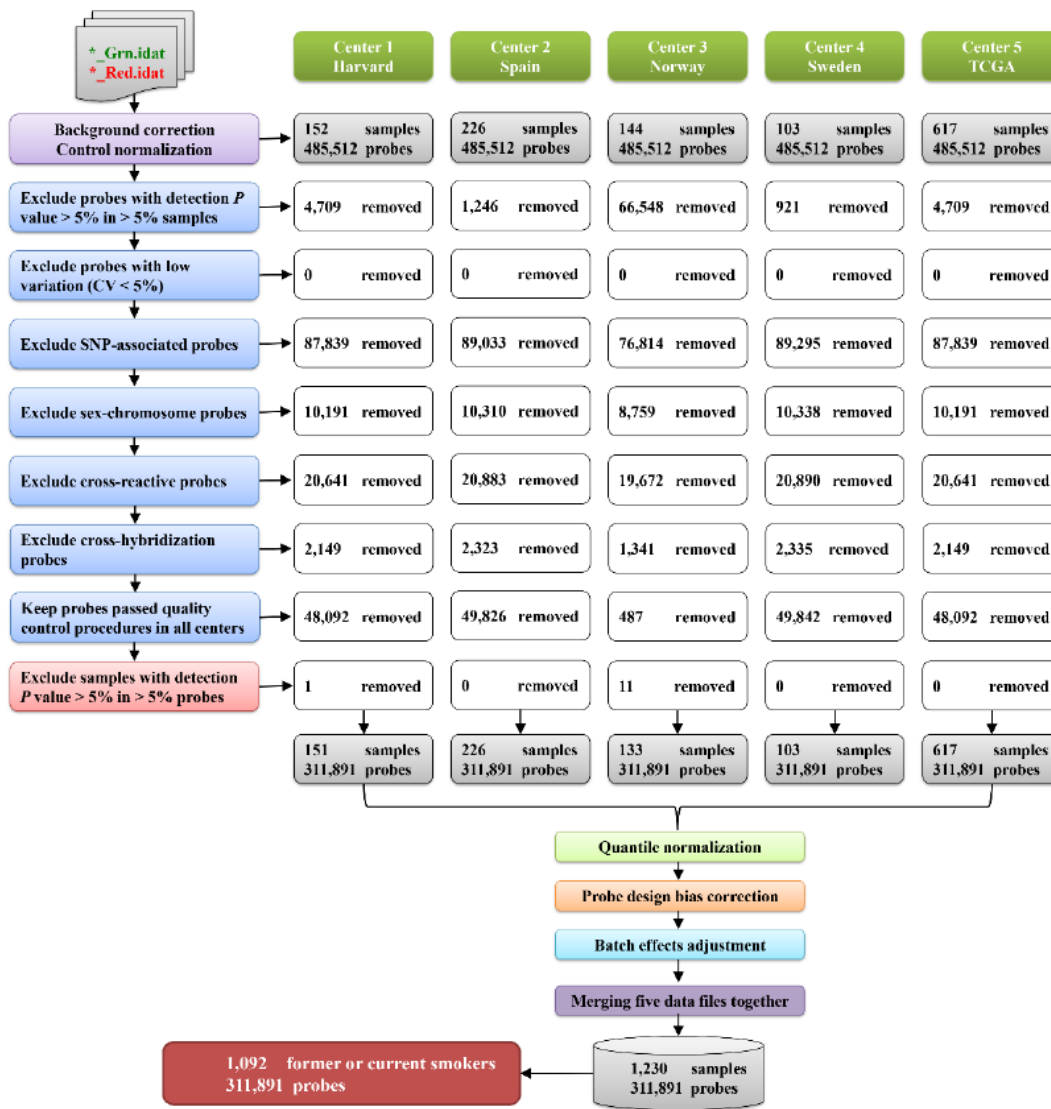 *_Grn.idat
*_Red.idat
Center 1
Harvard
Center 2
Spain
Center 3
Norway
Center 4
Sweden
Center 5
TCGA
Background correction
Control normalization
152 samples
485,512 probes
226 samples
485,512 probes
144 samples
485,512 probes
103 samples
485,512 probes
617 samples
485,512 probes
Exclude probes with detection P
value > 5% in > 5% samples
4,709 removed
1,246 removed
66,548 removed
921 removed
4,709 removed
Exclude probes with low
variation (CV < 5%)
0 removed
0 removed
0 removed
0 removed
0 removed
Exclude SNP-associated probes
87,839 removed
89,033 removed
76,814 removed
89,295 removed
87,839 removed
Exclude sex-chromosome probes
10,191 removed
10,310 removed
8,759 removed
10,338 removed
10,191 removed
Exclude cross-reactive probes
20,641 removed
20,883 removed
19,672 removed
20,890 removed
20,641 removed
Exclude cross-hybridization
probes
2,149 removed
2,323 removed
1,341 removed
2,335 removed
2,149 removed
Keep probes passed quality
control procedures in all centers
48,092 removed
49,826 removed
487 removed
49,842 removed
48,092 removed
Exclude samples with detection
P value > 5% in > 5% probes
1 removed
0 removed
11 removed
0 removed
0 removed
151 samples
311,891 probes
226 samples
311,891 probes
133 samples
311,891 probes
103 samples
311,891 probes
617 samples
311,891 probes
Quantile normalization
Probe design bias correction
Batch effects adjustment
Merging five data files together
1,092 former or current smokers
311,891 probes
1,230 samples
311,891 probes